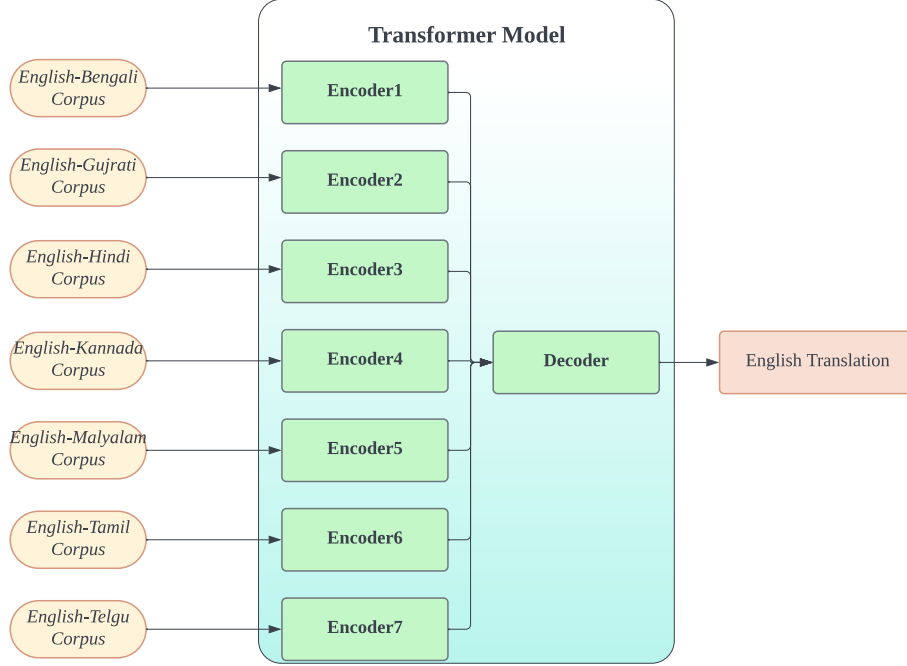 Transformer Model
English-Bengali
Corpus
Encoder1
English-Gujrati
Corpus
Encoder2
English-Hindi
Corpus
Encoder3
English-Kannada
Corpus
Encoder4
Decoder
English Translation
English-Malyalam
Corpus
Encoder5
English-Tamil
Corpus
Encoder6
English-Telgu
Corpus
Encoder7